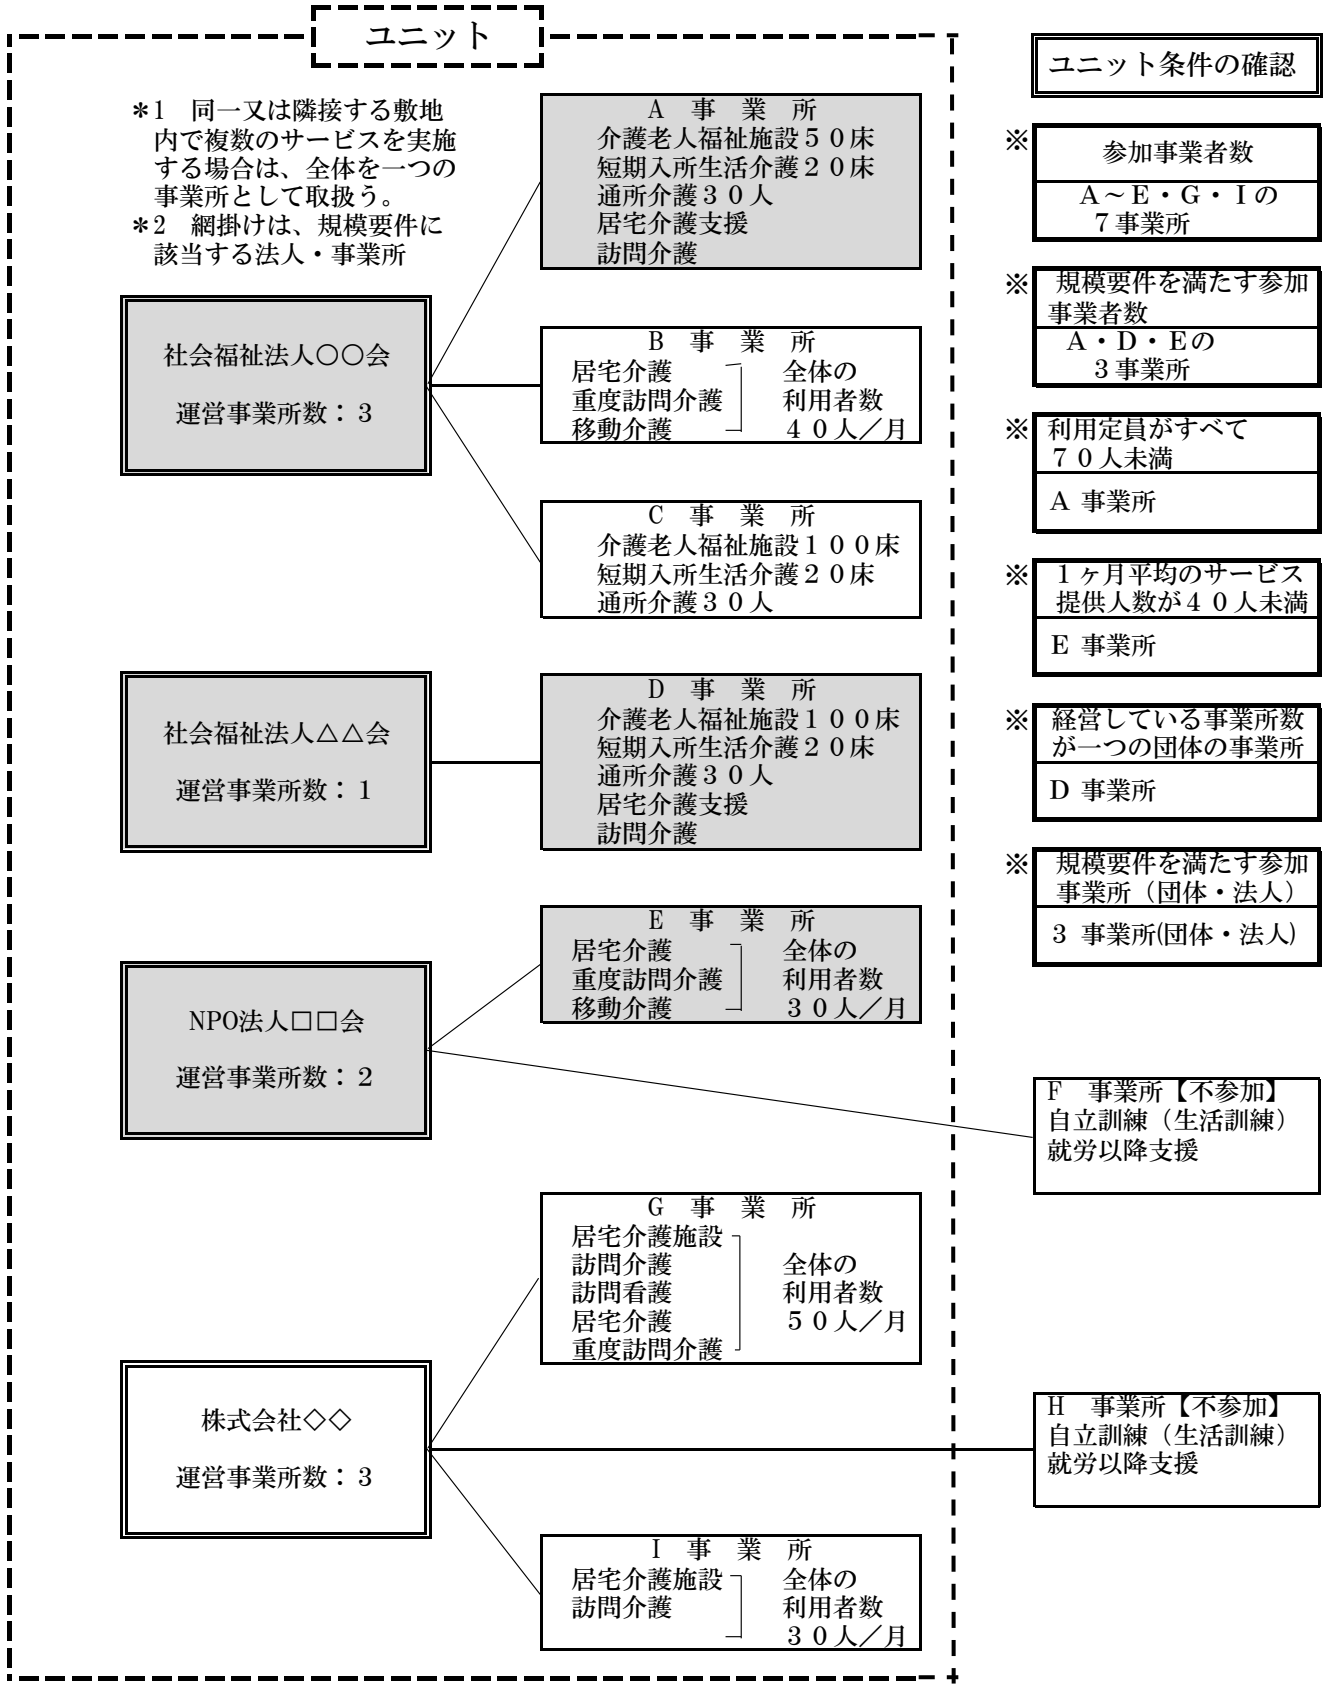 ユニット
＊1　同一又は隣接する敷地
内で複数のサービスを実施
する場合は、全体を一つの
事業所として取扱う。
＊2　網掛けは、規模要件に
該当する法人・事業所
社会福祉法人〇〇会
運営事業所数：３
A　事　業　所
介護老人福祉施設５０床
短期入所生活介護２０床
通所介護３０人
居宅介護支援
訪問介護
B　事　業　所
居宅介護　全体の
重度訪問介護　利用者数
移動介護　４０人／月
C　事　業　所
介護老人福祉施設１００床
短期入所生活介護２０床
通所介護３０人
社会福祉法人△△会
運営事業所数：１
D　事　業　所
介護老人福祉施設１００床
短期入所生活介護２０床
通所介護３０人
居宅介護支援
訪問介護
NPO法人□□会
運営事業所数：２
E　事　業　所
居宅介護　全体の
重度訪問介護　利用者数
移動介護　３０人／月
株式会社◇◇
運営事業所数：３
G　事　業　所
居宅介護施設
訪問介護　全体の
訪問看護　利用者数
居宅介護　５０人／月
重度訪問介護
I　事　業　所
居宅介護施設　全体の
訪問介護　利用者数
３０人／月
ユニット条件の確認
※　参加事業者数
A～E・G・Iの
７事業所
※　規模要件を満たす参加
事業者数
A・D・Eの
３事業所
※　利用定員がすべて
７０人未満
A 事業所
※　１ヶ月平均のサービス
提供人数が４０人未満
E 事業所
※　経営している事業所数
が一つの団体の事業所
D 事業所
※　規模要件を満たす参加
事業所（団体・法人）
3 事業所(団体・法人)
F　事業所【不参加】
自立訓練（生活訓練）
就労以降支援
H　事業所【不参加】
自立訓練（生活訓練）
就労以降支援